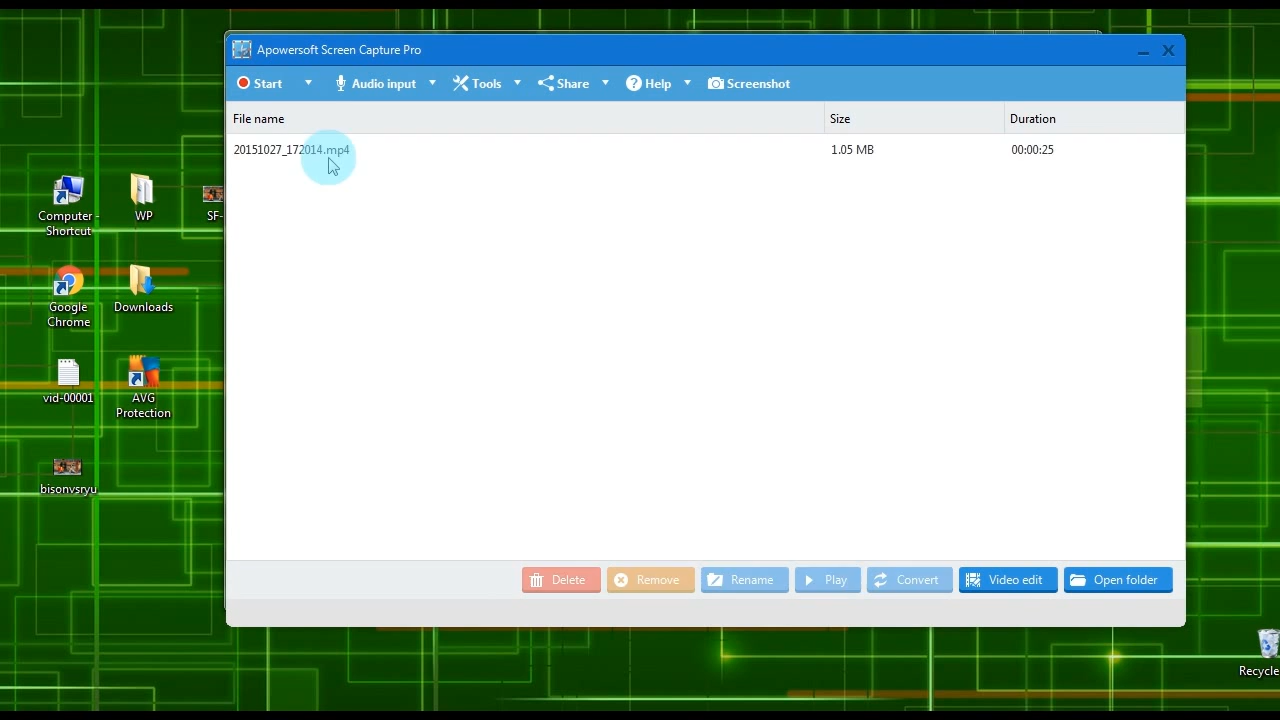 Apowersoft Screen Capture Pro
Start Audio input Tools Share Help Screenshot
File name Size Duration
20151027_172014.mp4 1.05 MB 00:00:25
Computer - Shortcut
WP
SF-
Google Chrome
Downloads
vid-00001
AVG Protection
bisonvsryu
Delete Remove Rename Play Convert Video edit Open folder
Recycle